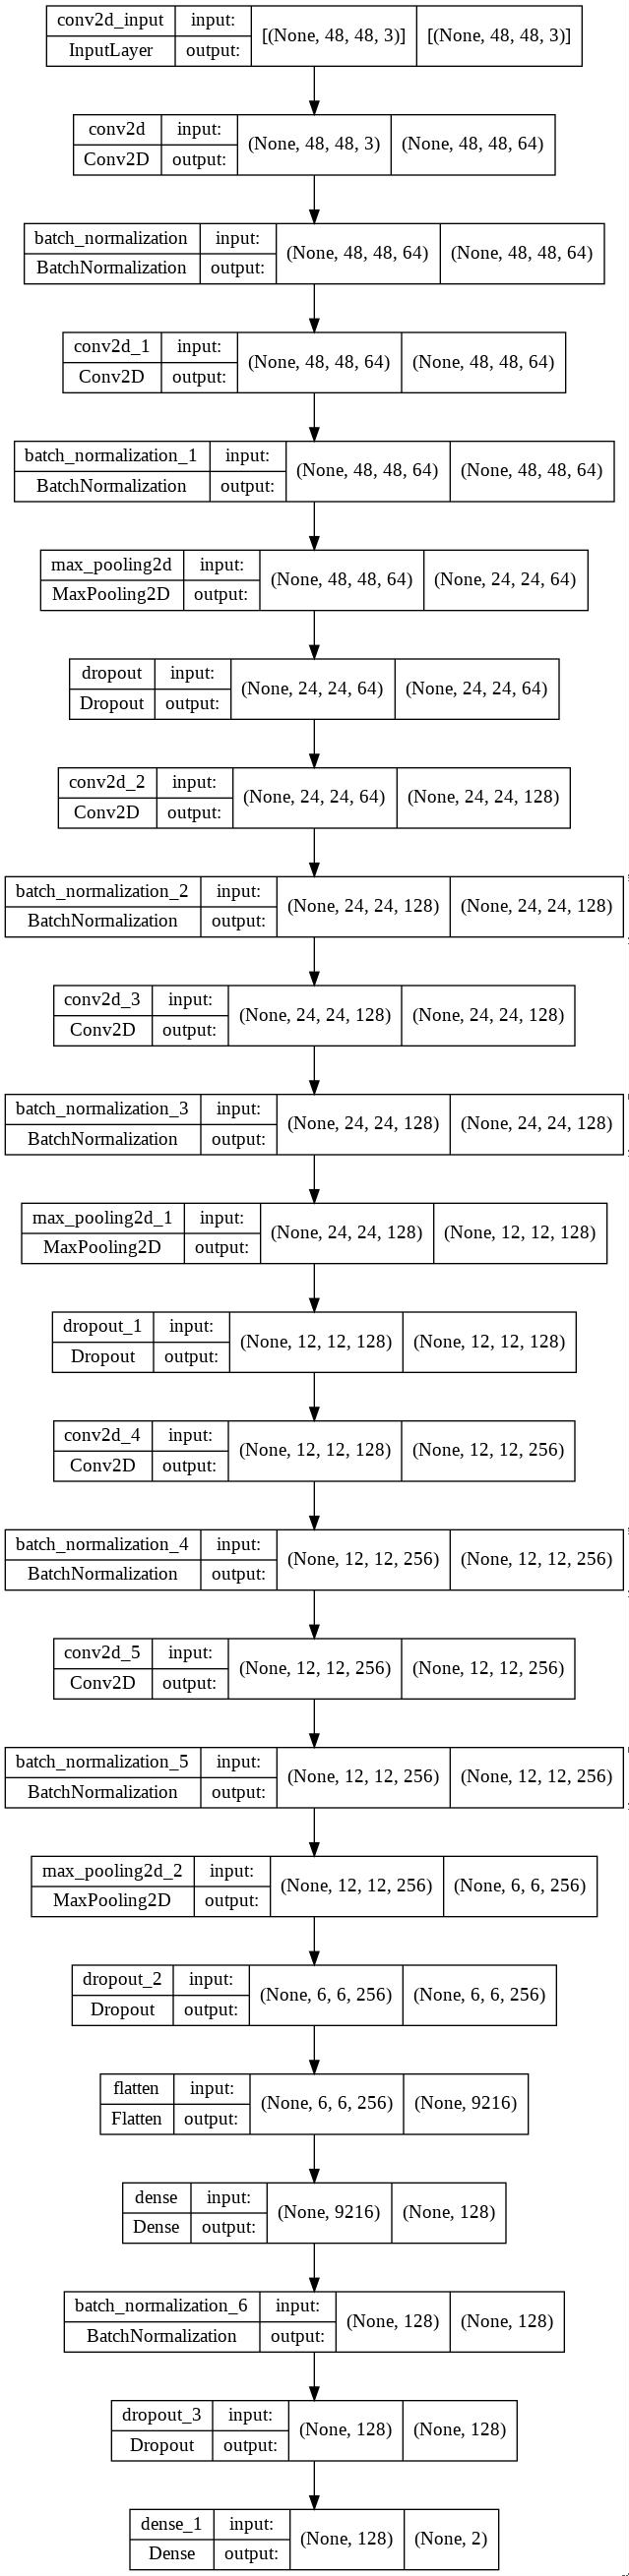 conv2d_input input: [(None, 48, 48, 3)] [(None, 48, 48, 3)]
InputLayer output:
conv2d input: (None, 48, 48, 3) (None, 48, 48, 64)
Conv2D output:
batch_normalization input: (None, 48, 48, 64) (None, 48, 48, 64)
BatchNormalization output:
conv2d_1 input: (None, 48, 48, 64) (None, 48, 48, 64)
Conv2D output:
batch_normalization_1 input: (None, 48, 48, 64) (None, 48, 48, 64)
BatchNormalization output:
max_pooling2d input: (None, 48, 48, 64) (None, 24, 24, 64)
MaxPooling2D output:
dropout input: (None, 24, 24, 64) (None, 24, 24, 64)
Dropout output:
conv2d_2 input: (None, 24, 24, 64) (None, 24, 24, 128)
Conv2D output:
batch_normalization_2 input: (None, 24, 24, 128) (None, 24, 24, 128)
BatchNormalization output:
conv2d_3 input: (None, 24, 24, 128) (None, 24, 24, 128)
Conv2D output:
batch_normalization_3 input: (None, 24, 24, 128) (None, 24, 24, 128)
BatchNormalization output:
max_pooling2d_1 input: (None, 24, 24, 128) (None, 12, 12, 128)
MaxPooling2D output:
dropout_1 input: (None, 12, 12, 128) (None, 12, 12, 128)
Dropout output:
conv2d_4 input: (None, 12, 12, 128) (None, 12, 12, 256)
Conv2D output:
batch_normalization_4 input: (None, 12, 12, 256) (None, 12, 12, 256)
BatchNormalization output:
conv2d_5 input: (None, 12, 12, 256) (None, 12, 12, 256)
Conv2D output:
batch_normalization_5 input: (None, 12, 12, 256) (None, 12, 12, 256)
BatchNormalization output:
max_pooling2d_2 input: (None, 12, 12, 256) (None, 6, 6, 256)
MaxPooling2D output:
dropout_2 input: (None, 6, 6, 256) (None, 6, 6, 256)
Dropout output:
flatten input: (None, 6, 6, 256) (None, 9216)
Flatten output:
dense input: (None, 9216) (None, 128)
Dense output:
batch_normalization_6 input: (None, 128) (None, 128)
BatchNormalization output:
dropout_3 input: (None, 128) (None, 128)
Dropout output:
dense_1 input: (None, 128) (None, 2)
Dense output: